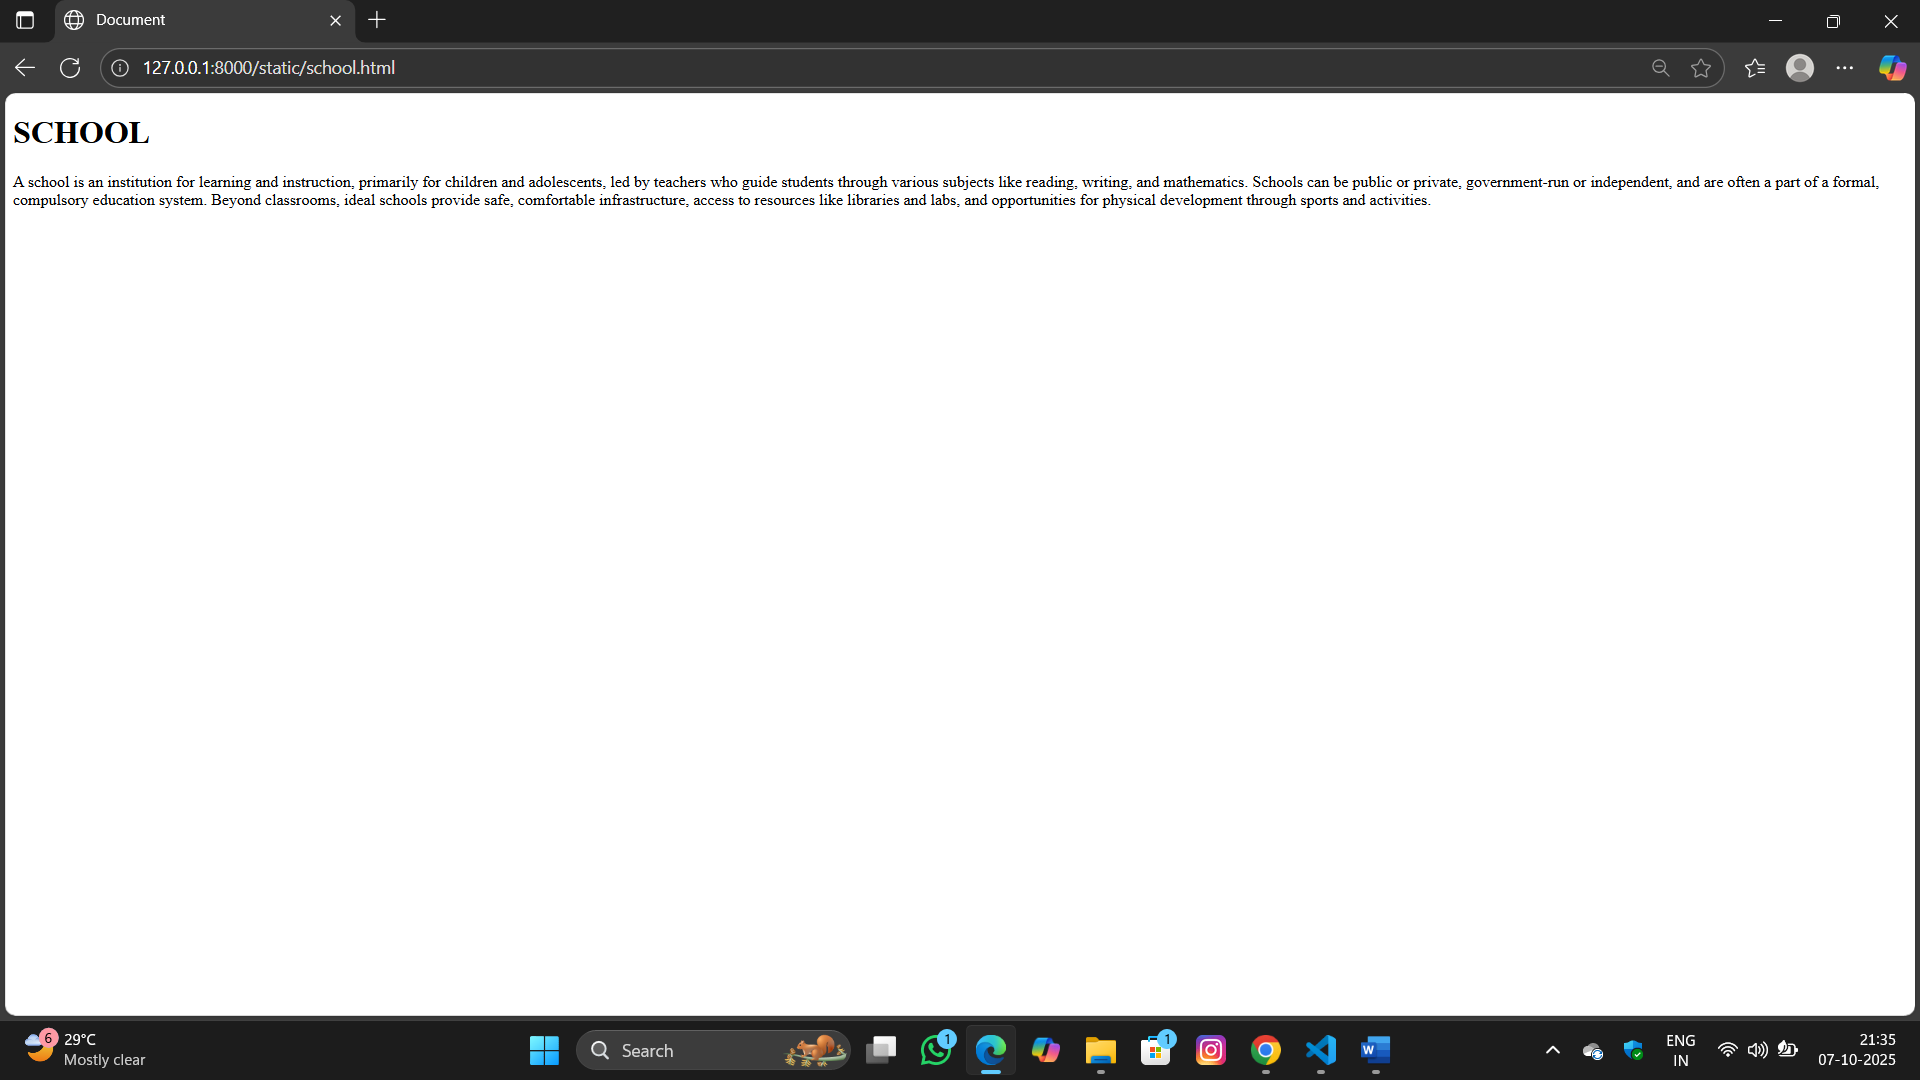 Document
127.0.0.1:8000/static/school.html
SCHOOL
A school is an institution for learning and instruction, primarily for children and adolescents, led by teachers who guide students through various subjects like reading, writing, and mathematics. Schools can be public or private, government-run or independent, and are often a part of a formal,
compulsory education system. Beyond classrooms, ideal schools provide safe, comfortable infrastructure, access to resources like libraries and labs, and opportunities for physical development through sports and activities.
6
29°C
Mostly clear
Search
1
1
W
ENG
IN
21:35
07-10-2025